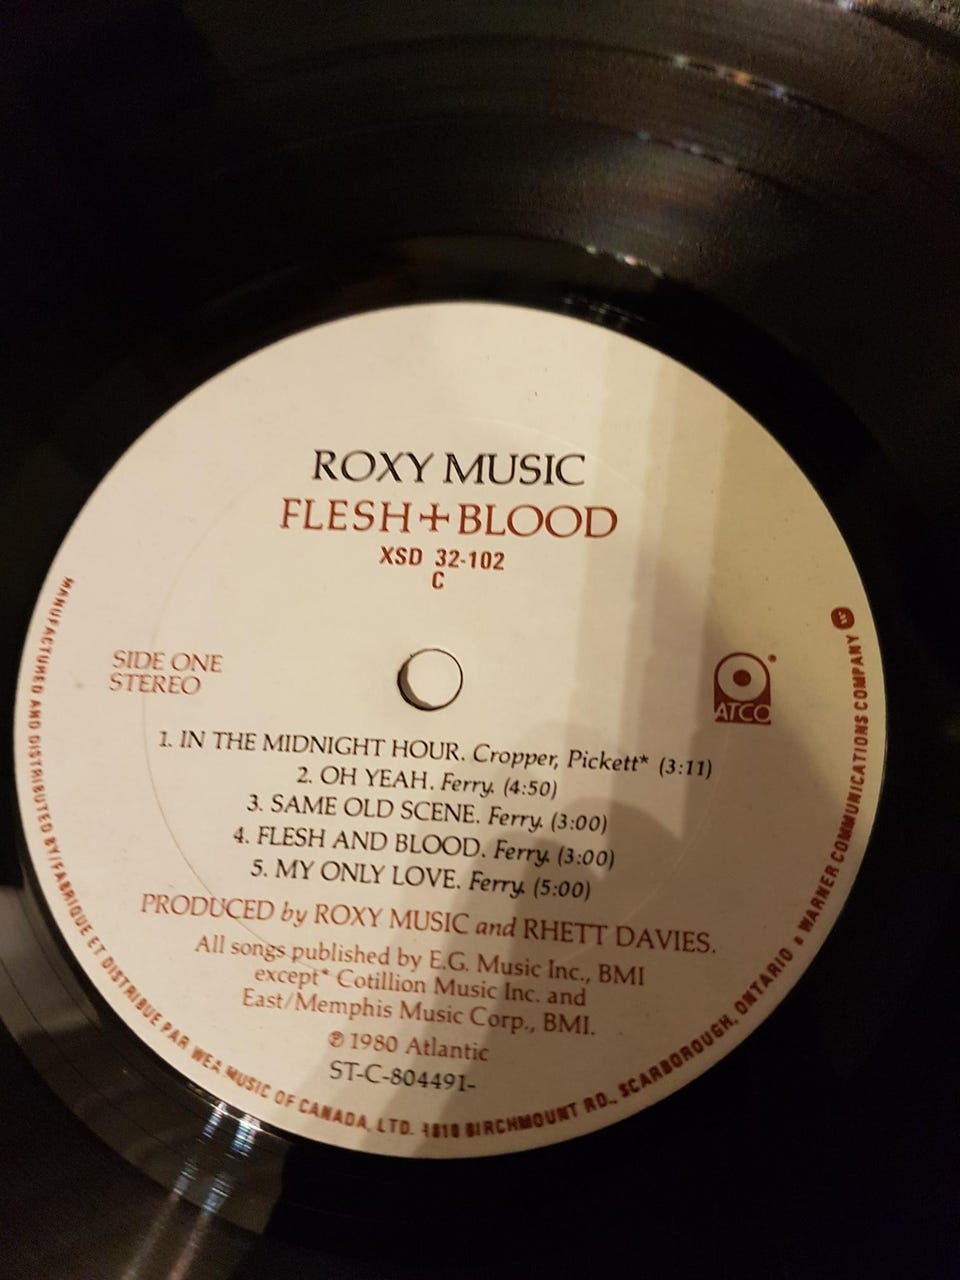 ROXY MUSIC
FLESH+BLOOD
XSD 32-102
C
SIDE ONE
STEREO
ATCO
1. IN THE MIDNIGHT HOUR. Cropper, Pickett* (3:11)
2. OH YEAH. Ferry. (4:50)
3. SAME OLD SCENE. Ferry. (3:00)
4. FLESH AND BLOOD. Ferry. (3:00)
5. MY ONLY LOVE. Ferry. (5:00)
PRODUCED by ROXY MUSIC and RHETT DAVIES.
All songs published by E.G. Music Inc., BMI
except* Cotillion Music Inc. and
East/Memphis Music Corp., BMI.
℗ 1980 Atlantic
ST-C-804491-
MANUFACTURED AND DISTRIBUTED BY/FABRIQUE ET DISTRIBUE PAR WEA MUSIC OF CANADA, LTD. 1810 BIRCHMOUNT RD., SCARBOROUGH, ONTARIO • WARNER COMMUNICATIONS COMPANY